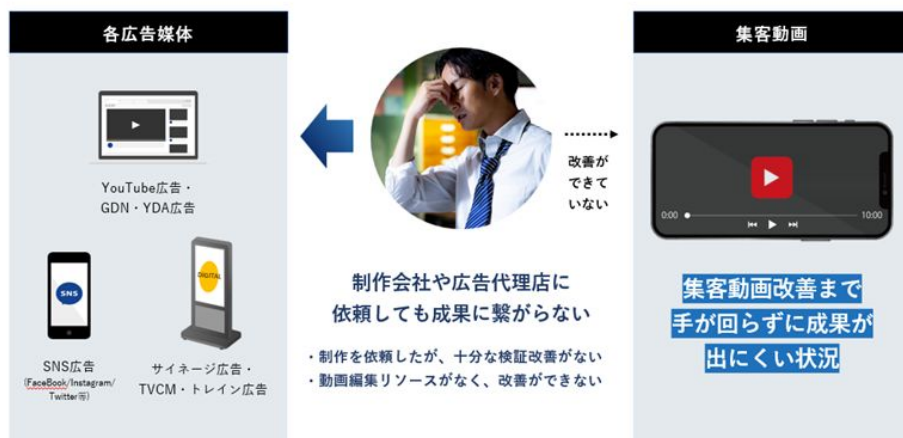 各広告媒体
YouTube広告・
GDN・YDA広告
SNS
SNS広告
(FaceBook/Instagram/
Twitter等)
DIGITAL
サイネージ広告・
TVCM・トレイン広告
改善が
できて
いない
制作会社や広告代理店に
依頼しても成果に繋がらない
・制作を依頼したが、十分な検証改善がない
・動画編集リソースがなく、改善ができない
集客動画
0:00
10:00
集客動画改善まで
手が回らずに成果が
出にくい状況